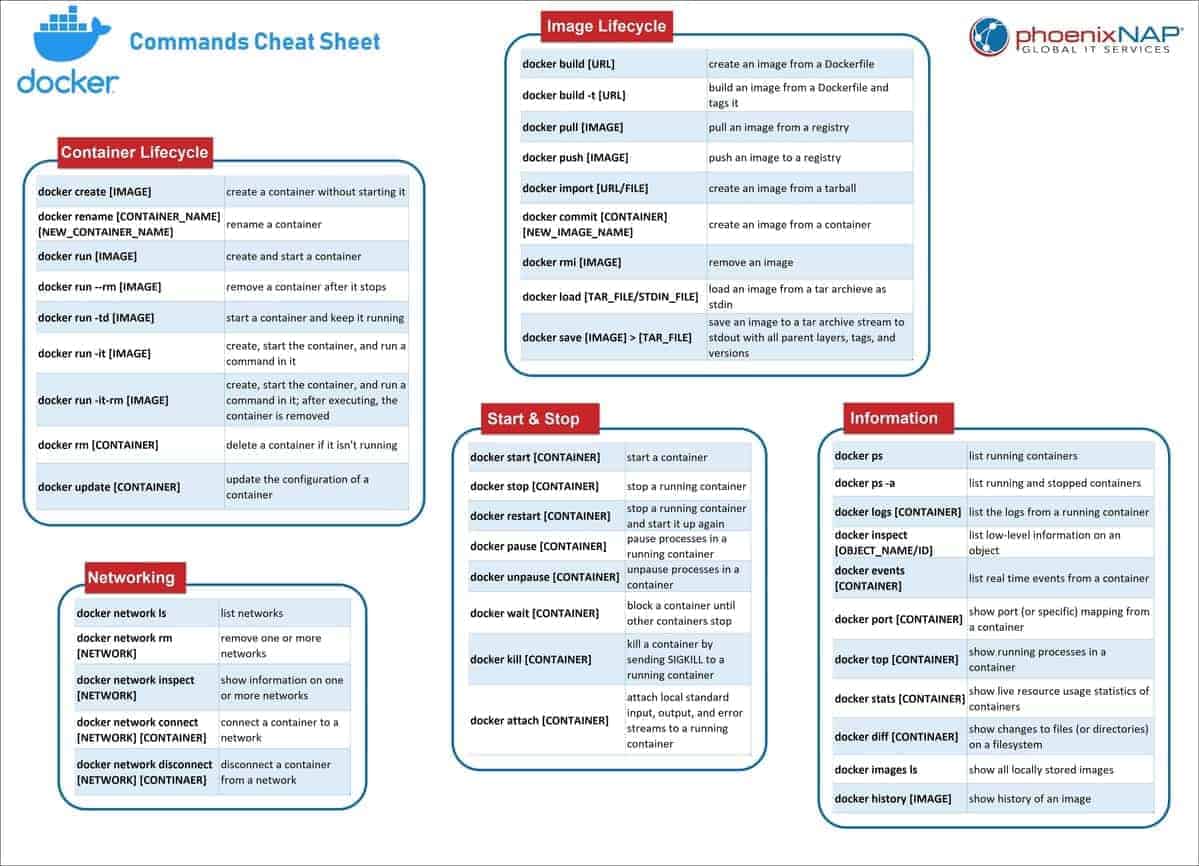 docker
Commands Cheat Sheet
phoenixNAP
GLOBAL IT SERVICES
Container Lifecycle
docker create [IMAGE] create a container without starting it
docker rename [CONTAINER_NAME]
[NEW_CONTAINER_NAME] rename a container
docker run [IMAGE] create and start a container
docker run --rm [IMAGE] remove a container after it stops
docker run -td [IMAGE] start a container and keep it running
docker run -it [IMAGE] create, start the container, and run a
command in it
docker run -it-rm [IMAGE] create, start the container, and run a
command in it; after executing, the
container is removed
docker rm [CONTAINER] delete a container if it isn't running
docker update [CONTAINER] update the configuration of a
container
Networking
docker network ls list networks
docker network rm
[NETWORK] remove one or more
networks
docker network inspect
[NETWORK] show information on one
or more networks
docker network connect
[NETWORK] [CONTAINER] connect a container to a
network
docker network disconnect
[NETWORK] [CONTINAER] disconnect a container
from a network
Image Lifecycle
docker build [URL] create an image from a Dockerfile
docker build -t [URL] build an image from a Dockerfile and
tags it
docker pull [IMAGE] pull an image from a registry
docker push [IMAGE] push an image to a registry
docker import [URL/FILE] create an image from a tarball
docker commit [CONTAINER]
[NEW_IMAGE_NAME] create an image from a container
docker rmi [IMAGE] remove an image
docker load [TAR_FILE/STDIN_FILE] load an image from a tar archieve as
stdin
docker save [IMAGE] > [TAR_FILE] save an image to a tar archive stream to
stdout with all parent layers, tags, and
versions
Start & Stop
docker start [CONTAINER] start a container
docker stop [CONTAINER] stop a running container
docker restart [CONTAINER] stop a running container
and start it up again
docker pause [CONTAINER] pause processes in a
running container
docker unpause [CONTAINER] unpause processes in a
container
docker wait [CONTAINER] block a container until
other containers stop
docker kill [CONTAINER] kill a container by
sending SIGKILL to a
running container
docker attach [CONTAINER] attach local standard
input, output, and error
streams to a running
container
Information
docker ps list running containers
docker ps -a list running and stopped containers
docker logs [CONTAINER] list the logs from a running container
docker inspect
[OBJECT_NAME/ID] list low-level information on an
object
docker events
[CONTAINER] list real time events from a container
docker port [CONTAINER] show port (or specific) mapping from
a container
docker top [CONTAINER] show running processes in a
container
docker stats [CONTAINER] show live resource usage statistics of
containers
docker diff [CONTINAER] show changes to files (or directories)
on a filesystem
docker images ls show all locally stored images
docker history [IMAGE] show history of an image